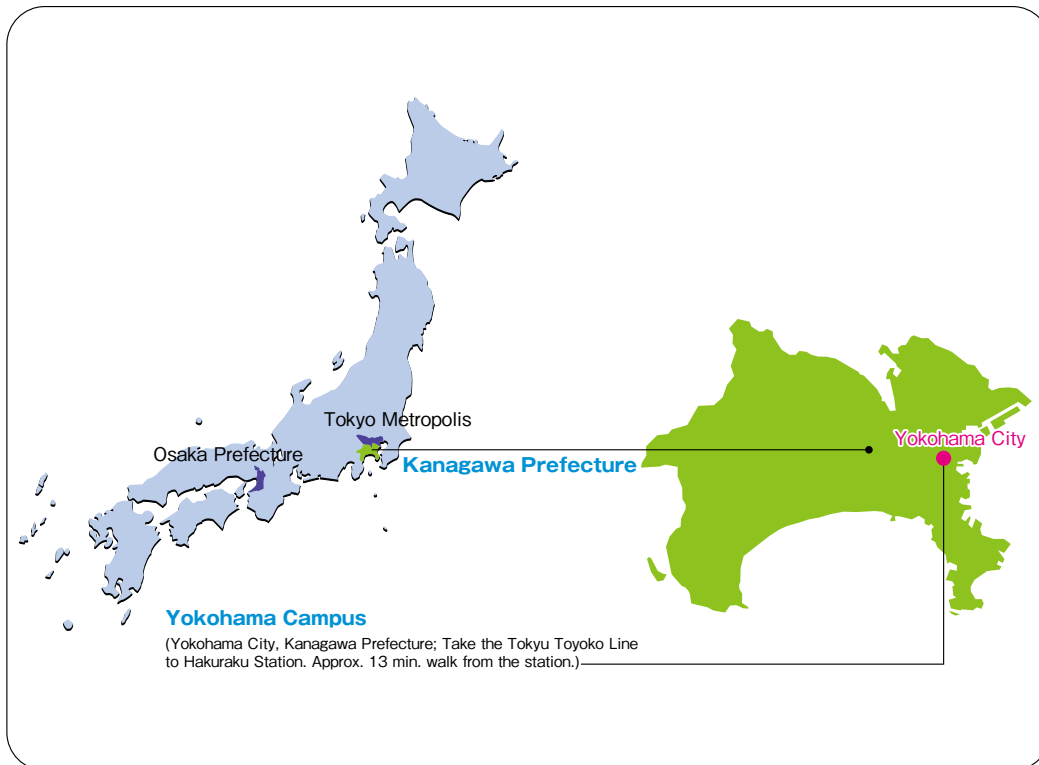 Tokyo Metropolis
Osaka Prefecture
Kanagawa Prefecture
Yokohama City
Yokohama Campus
(Yokohama City, Kanagawa Prefecture; Take the Tokyu Toyoko Line
to Hakuraku Station. Approx. 13 min. walk from the station.)